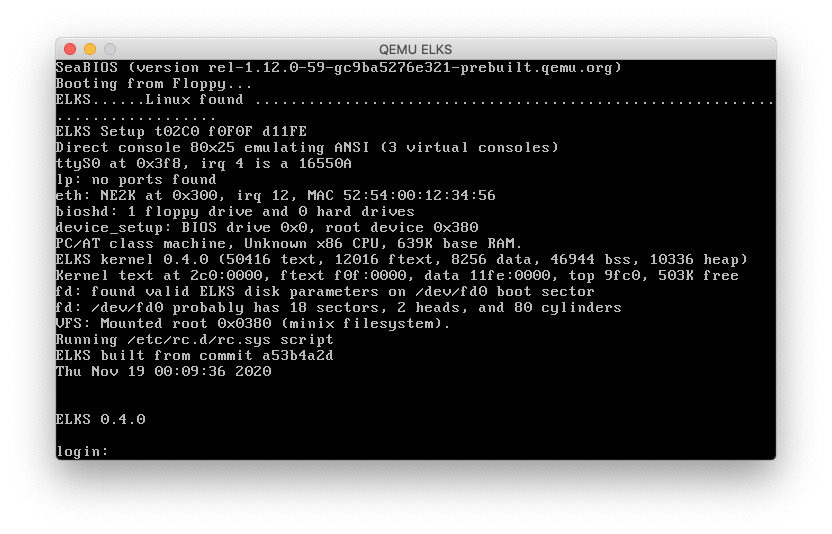 QEMU ELKS
SeaBIOS (version rel-1.12.0-59-gc9ba5276e321-prebuilt.qemu.org)
Booting from Floppy...
ELKS......Linux found ..........................................................
..................
ELKS Setup t02C0 f0F0F d11FE
Direct console 80x25 emulating ANSI (3 virtual consoles)
ttyS0 at 0x3f8, irq 4 is a 16550A
lp: no ports found
eth: NE2K at 0x300, irq 12, MAC 52:54:00:12:34:56
bioshd: 1 floppy drive and 0 hard drives
device_setup: BIOS drive 0x0, root device 0x380
PC/AT class machine, Unknown x86 CPU, 639K base RAM.
ELKS kernel 0.4.0 (50416 text, 12016 ftext, 8256 data, 46944 bss, 10336 heap)
Kernel text at 2c0:0000, ftext f0f:0000, data 11fe:0000, top 9fc0, 503K free
fd: found valid ELKS disk parameters on /dev/fd0 boot sector
fd: /dev/fd0 probably has 18 sectors, 2 heads, and 80 cylinders
VFS: Mounted root 0x0380 (minix filesystem).
Running /etc/rc.d/rc.sys script
ELKS built from commit a53b4a2d
Thu Nov 19 00:09:36 2020
ELKS 0.4.0
login: